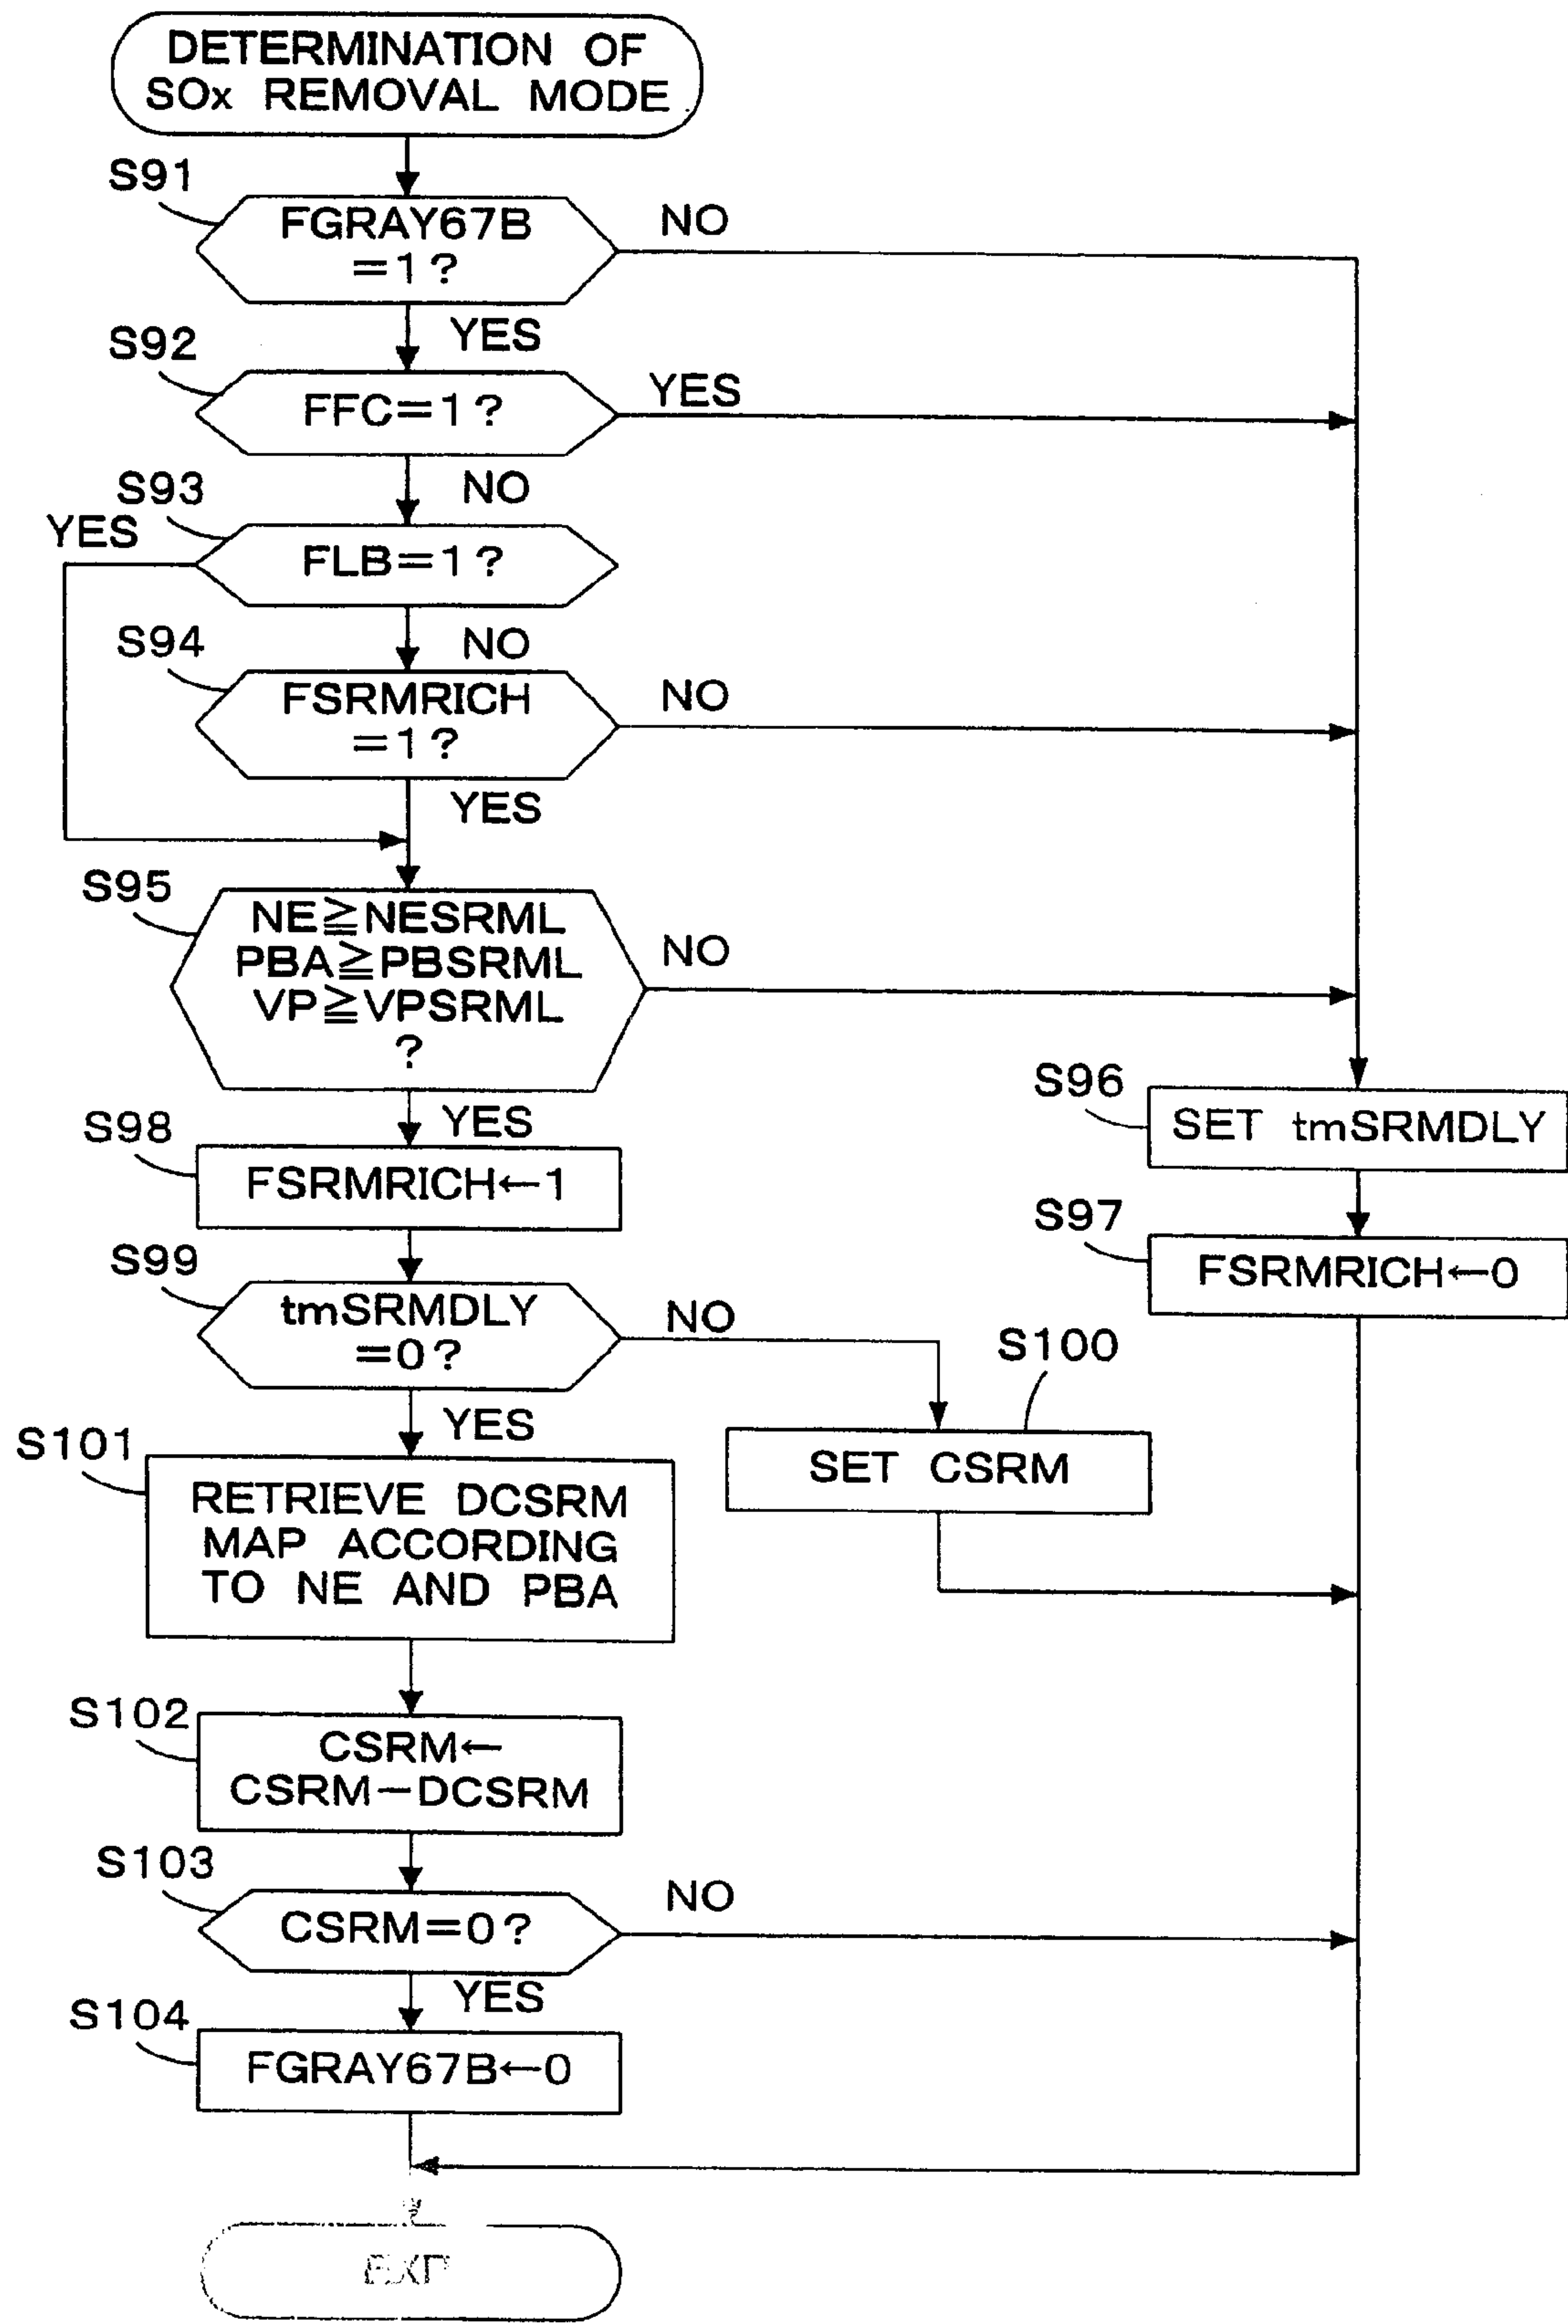 DETERMINATION OF
SOx REMOVAL MODE
S91
FGRAY67B
=1?
NO
YES
S92
FFC=1?
YES
NO
S93
YES
FLB=1?
NO
S94
FSRMRICH
=1?
NO
YES
S95
NE≧NESRML
PBA≧PBSRML
VP≧VPSRML
?
NO
YES
S96
SET tmSRMDLY
S97
FSRMRICH←0
S98
FSRMRICH←1
S99
tmSRMDLY
=0?
NO
YES
S100
SET CSRM
S101
RETRIEVE DCSRM
MAP ACCORDING
TO NE AND PBA
S102
CSRM←
CSRM−DCSRM
S103
CSRM=0?
NO
YES
S104
FGRAY67B←0